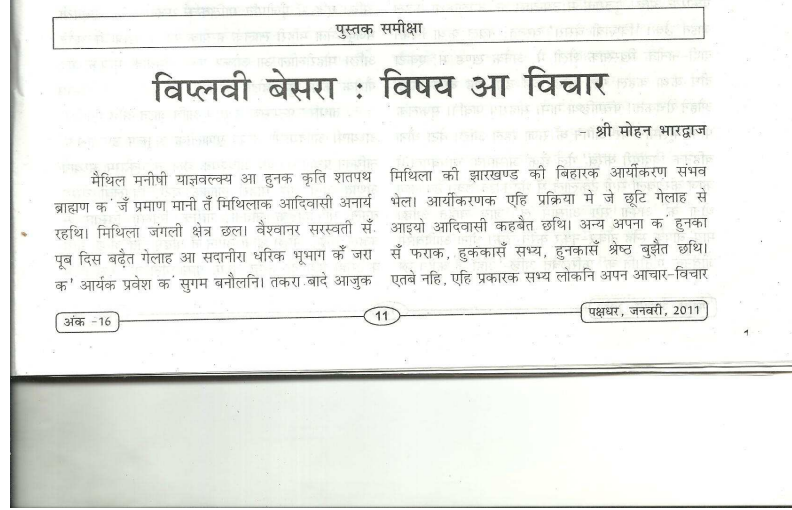 पुस्तक समीक्षा
विप्लवी बेसरा : विषय आ विचार
– श्री मोहन भारद्वाज
मैथिल मनीषी याज्ञवल्क्य आ हुनक कृति शतपथ
ब्राह्मण क' जँ प्रमाण मानी तँ मिथिलाक आदिवासी अनार्य
रहथि। मिथिला जंगली क्षेत्र छल। वैश्वानर सरस्वती सँ
पूब दिस बढ़ैत गेलाह आ सदानीरा धरिक भूभाग केँ जरा
क' आर्यक प्रवेश क' सुगम बनौलनि। तकरा बादे आजुक
मिथिला की झारखण्ड की बिहारक आर्यीकरण संभव
भेल। आर्यीकरणक एहि प्रक्रिया मे जे छूटि गेलाह से
आइयो आदिवासी कहबैत छथि। अन्य अपना क' हुनका
सँ फराक, हुकंकासँ सभ्य, हुनकासँ श्रेष्ठ बुझैत छथि।
एतबे नहि, एहि प्रकारक सभ्य लोकनि अपन आचार-विचार
अंक -16
11
पक्षधर, जनवरी, 2011